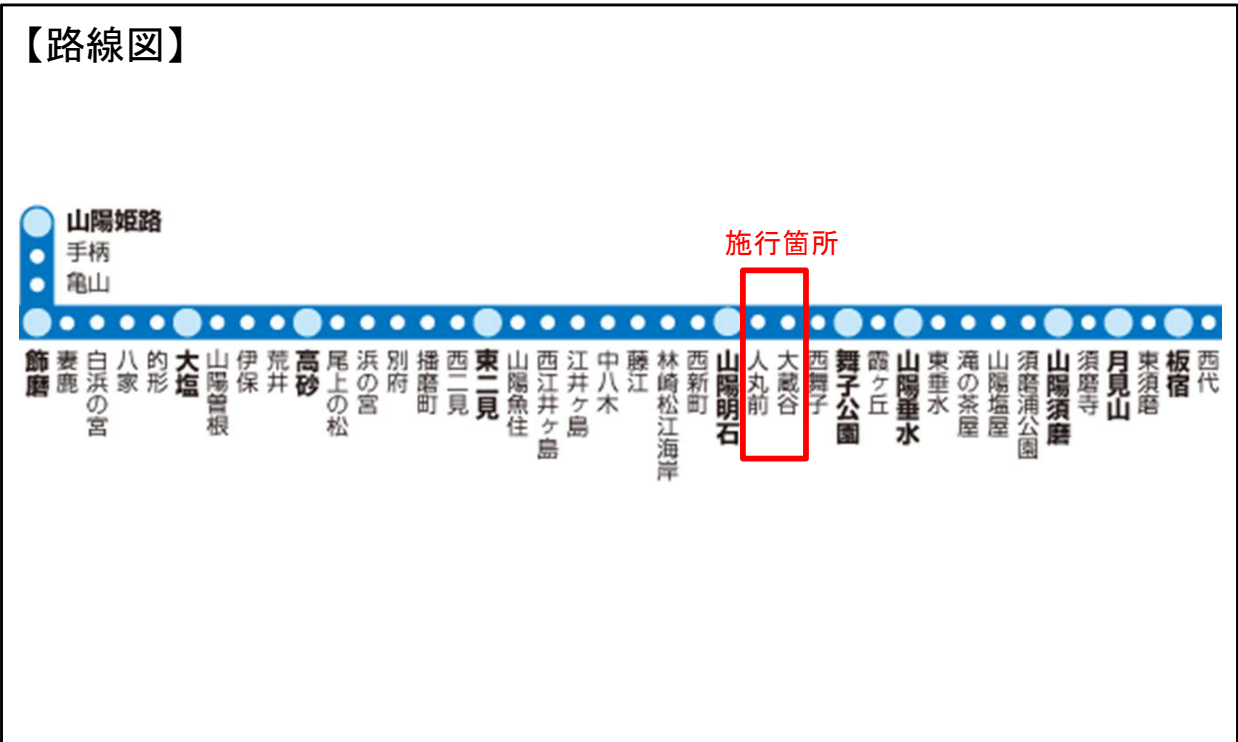 【路線図】
山陽姫路
手柄
亀山
施行箇所
飾磨
妻鹿
白浜の宮
八家
的形
大塩
山陽曽根
伊保
荒井
高砂
尾上の松
浜の宮
別府
播磨町
西二見
東二見
山陽魚住
西江井ヶ島
江井ヶ島
中八木
藤江
林崎松江海岸
西新町
山陽明石
人丸前
大蔵谷
西舞子
舞子公園
霞ヶ丘
山陽垂水
東垂水
滝の茶屋
山陽塩屋
須磨浦公園
山陽須磨
須磨寺
月見山
東須磨
板宿
西代